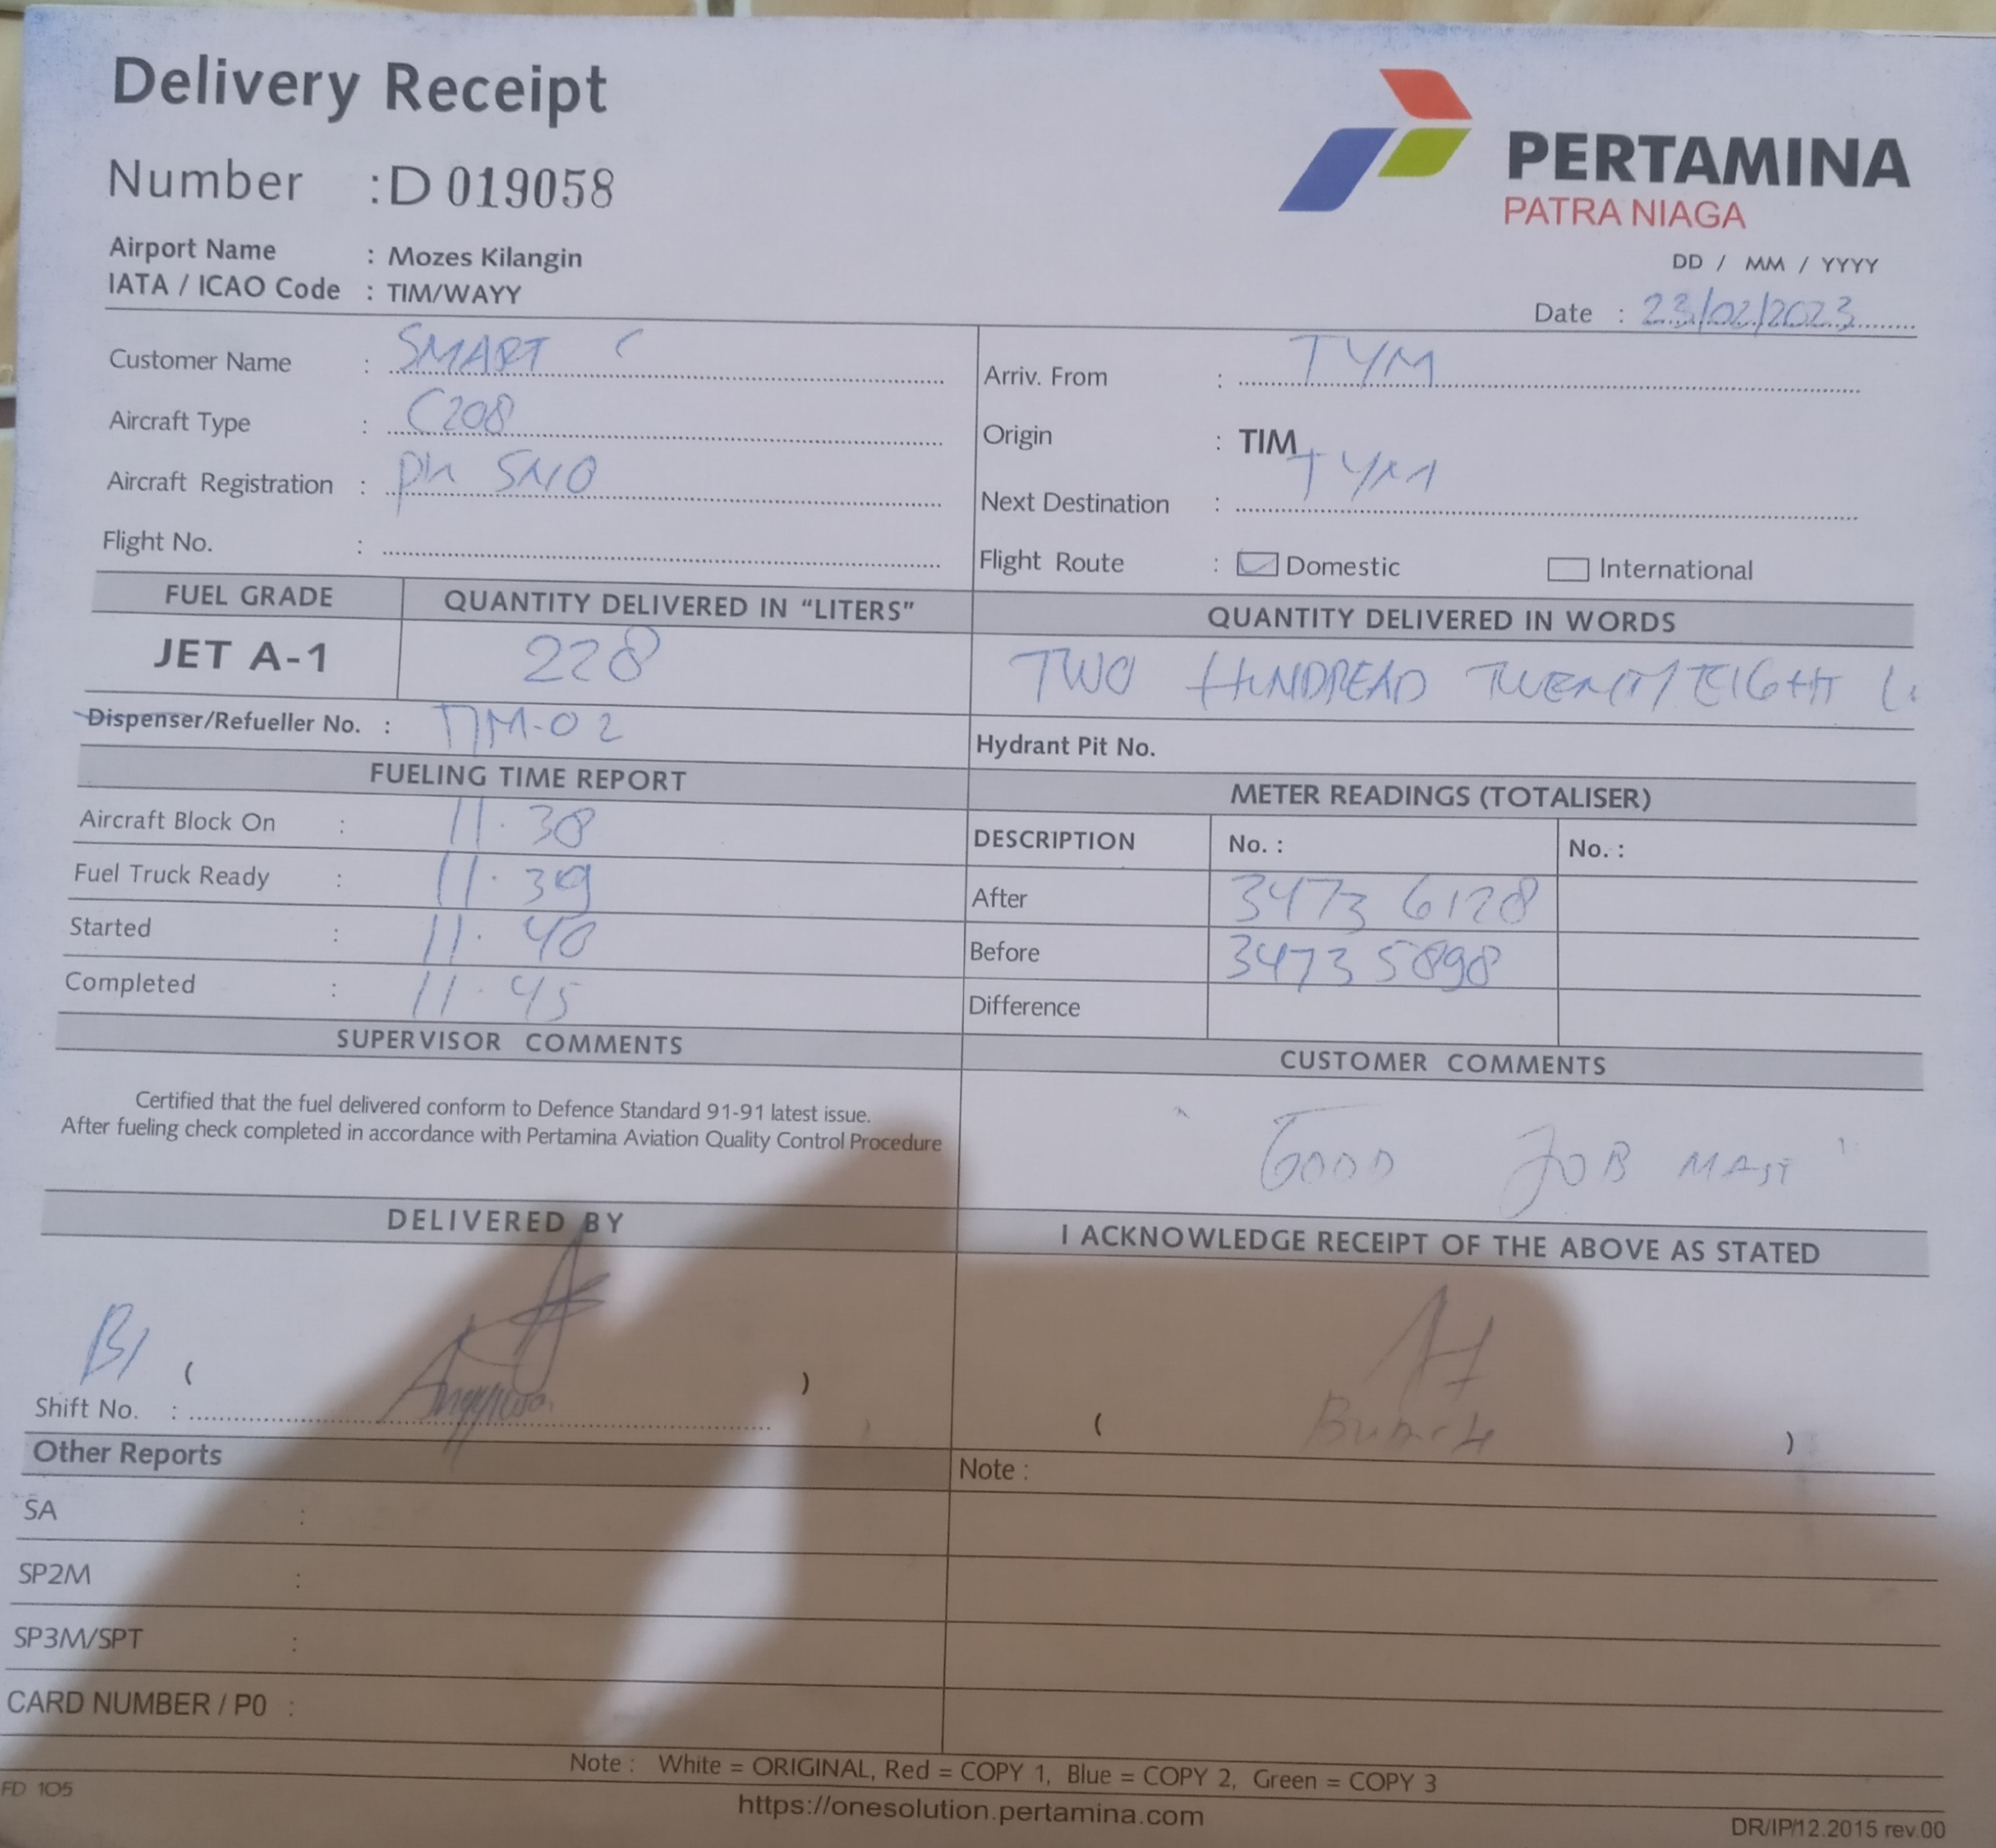 Delivery Receipt
Number : D 019058
PERTAMINA
PATRA NIAGA
Airport Name : Mozes Kilangin
IATA / ICAO Code : TIM/WAYY
DD / MM / YYYY
Date : 23/02/2023
Customer Name : SMART C
Aircraft Type : C208
Aircraft Registration : PK SNO
Flight No. :
Arriv. From : TYM
Origin : TIM
Next Destination : TYM
Flight Route : Domestic International
FUEL GRADE QUANTITY DELIVERED IN “LITERS” QUANTITY DELIVERED IN WORDS
JET A-1 228 TWO HUNDREAD TWENTY EIGHT L.
Dispenser/Refueller No. : TIM-02
Hydrant Pit No.
FUELING TIME REPORT
Aircraft Block On : 11.38
Fuel Truck Ready : 11.39
Started : 11.40
Completed : 11.45
METER READINGS (TOTALISER)
DESCRIPTION No. : No. :
After 3473 6128
Before 3473 5898
Difference
SUPERVISOR COMMENTS
Certified that the fuel delivered conform to Defence Standard 91-91 latest issue.
After fueling check completed in accordance with Pertamina Aviation Quality Control Procedure
CUSTOMER COMMENTS
" GOOD JOB "
DELIVERED BY
B1 ( )
Shift No. :
I ACKNOWLEDGE RECEIPT OF THE ABOVE AS STATED
( )
Other Reports
SA :
SP2M :
SP3M/SPT :
CARD NUMBER / P0 :
Note :
Note : White = ORIGINAL, Red = COPY 1, Blue = COPY 2, Green = COPY 3
FD 105
https://onesolution.pertamina.com
DR/IP/12.2015 rev.00